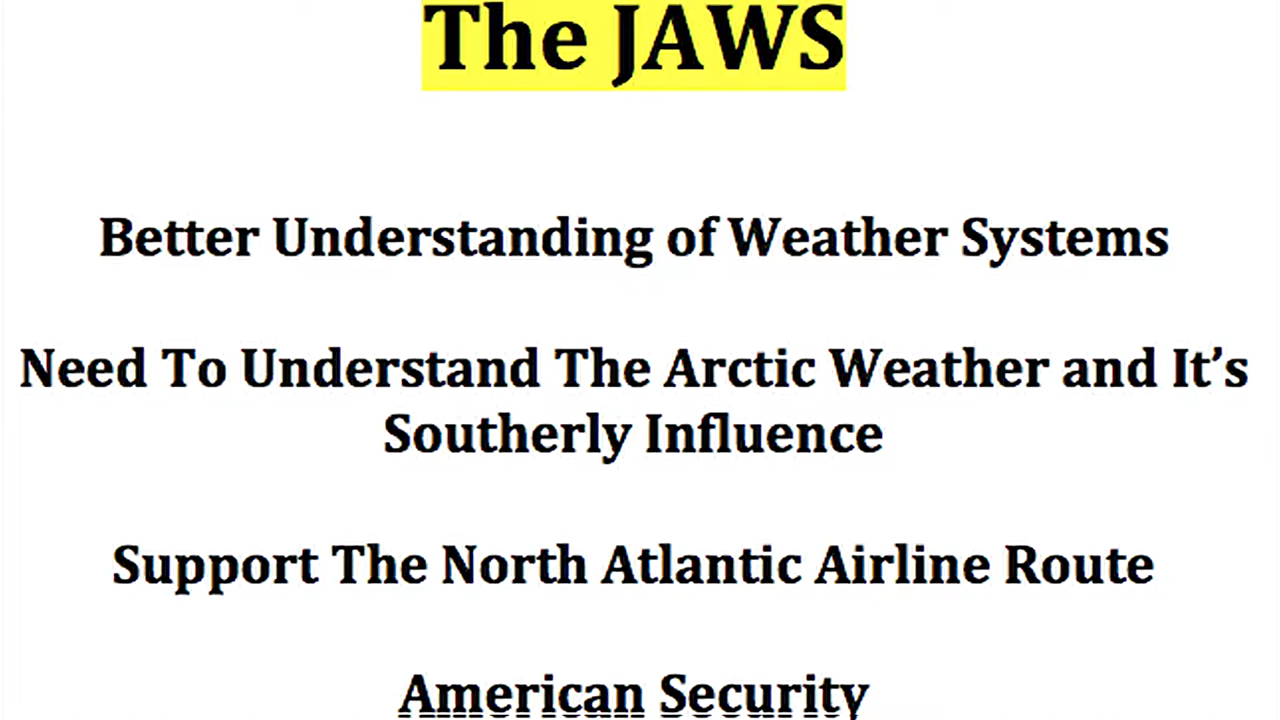 The JAWS
Better Understanding of Weather Systems
Need To Understand The Arctic Weather and It’s
Southerly Influence
Support The North Atlantic Airline Route
American Security